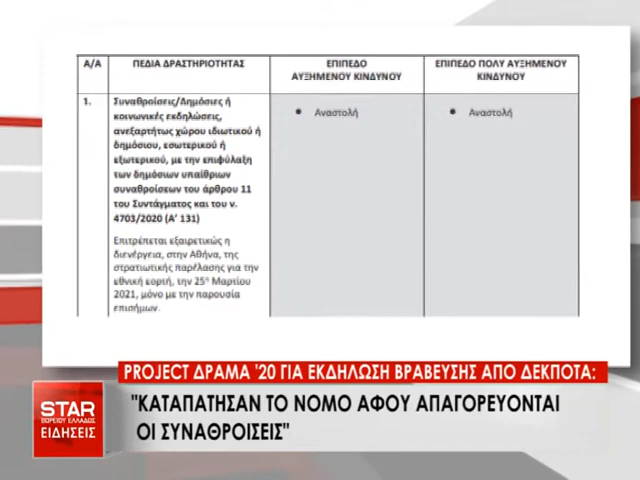 Α/Α
ΠΕΔΙΑ ΔΡΑΣΤΗΡΙΟΤΗΤΑΣ
ΕΠΙΠΕΔΟ
ΑΥΞΗΜΕΝΟΥ ΚΙΝΔΥΝΟΥ
ΕΠΙΠΕΔΟ ΠΟΛΥ ΑΥΞΗΜΕΝΟΥ
ΚΙΝΔΥΝΟΥ
1.
Συναθροίσεις/Δημόσιες ή
κοινωνικές εκδηλώσεις,
ανεξαρτήτως χώρου ιδιωτικού ή
δημόσιου, εσωτερικού ή
εξωτερικού, με την επιφύλαξη
των δημόσιων υπαίθριων
συναθροίσεων του άρθρου 11
του Συντάγματος και του ν.
4703/2020 (Α’ 131)
Επιτρέπεται εξαιρετικώς η
διενέργεια, στην Αθήνα, της
στρατιωτικής παρέλασης για την
εθνική εορτή, την 25η Μαρτίου
2021, μόνο με την παρουσία
επισήμων.
• Αναστολή
• Αναστολή
PROJECT ΔΡΑΜΑ '20 ΓΙΑ ΕΚΔΗΛΩΣΗ ΒΡΑΒΕΥΣΗΣ ΑΠΟ ΔΕΚΠΟΤΑ:
"ΚΑΤΑΠΑΤΗΣΑΝ ΤΟ ΝΟΜΟ ΑΦΟΥ ΑΠΑΓΟΡΕΥΟΝΤΑΙ
ΟΙ ΣΥΝΑΘΡΟΙΣΕΙΣ"
STAR
ΒΟΡΕΙΟΥ ΕΛΛΑΔΟΣ
ΕΙΔΗΣΕΙΣ